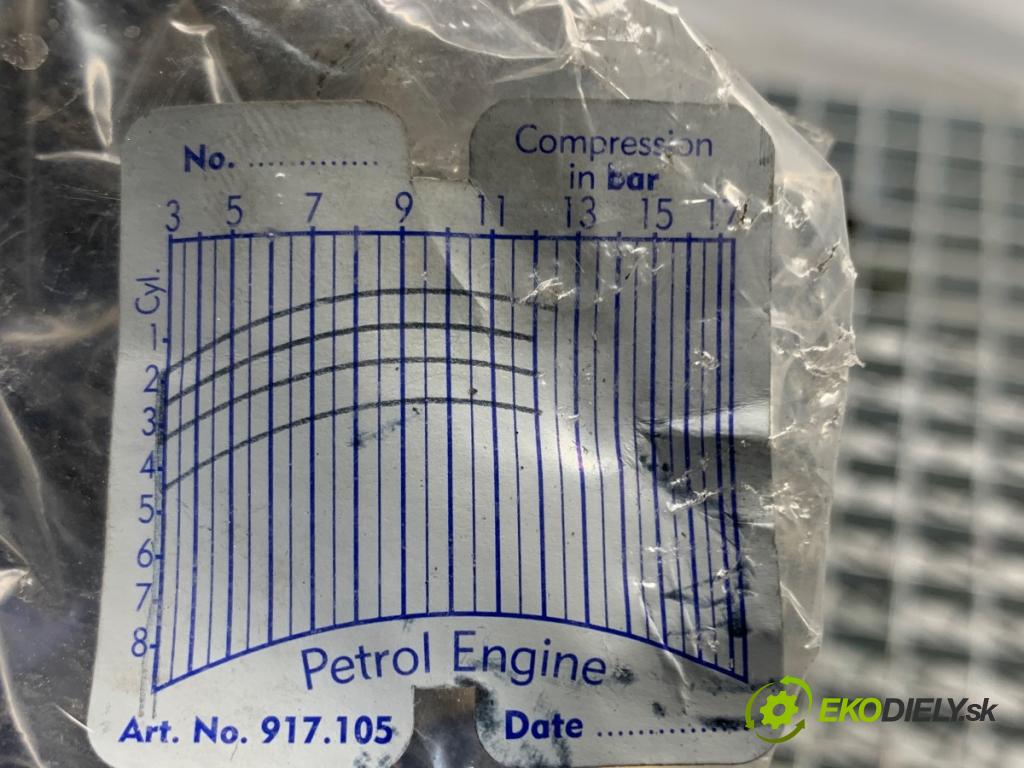 No. .............
Compression
in bar
3 5 7 9 11 13 15 17
Cyl.
1
2
3
4
5
6
7
8
Petrol Engine
Art. No. 917.105
Date ...............
EKODIELY.sk